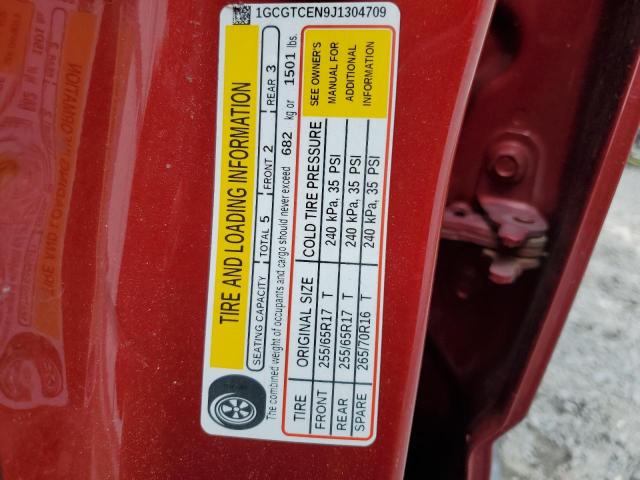 1GCGTCEN9J1304709
TIRE AND LOADING INFORMATION
SEATING CAPACITY TOTAL 5 FRONT 2 REAR 3
The combined weight of occupants and cargo should never exceed 682 kg or 1501 lbs.
TIRE ORIGINAL SIZE COLD TIRE PRESSURE
FRONT 255/65R17 T 240 kPa, 35 PSI
REAR 255/65R17 T 240 kPa, 35 PSI
SPARE 265/70R16 T 240 kPa, 35 PSI
SEE OWNER'S
MANUAL FOR
ADDITIONAL
INFORMATION